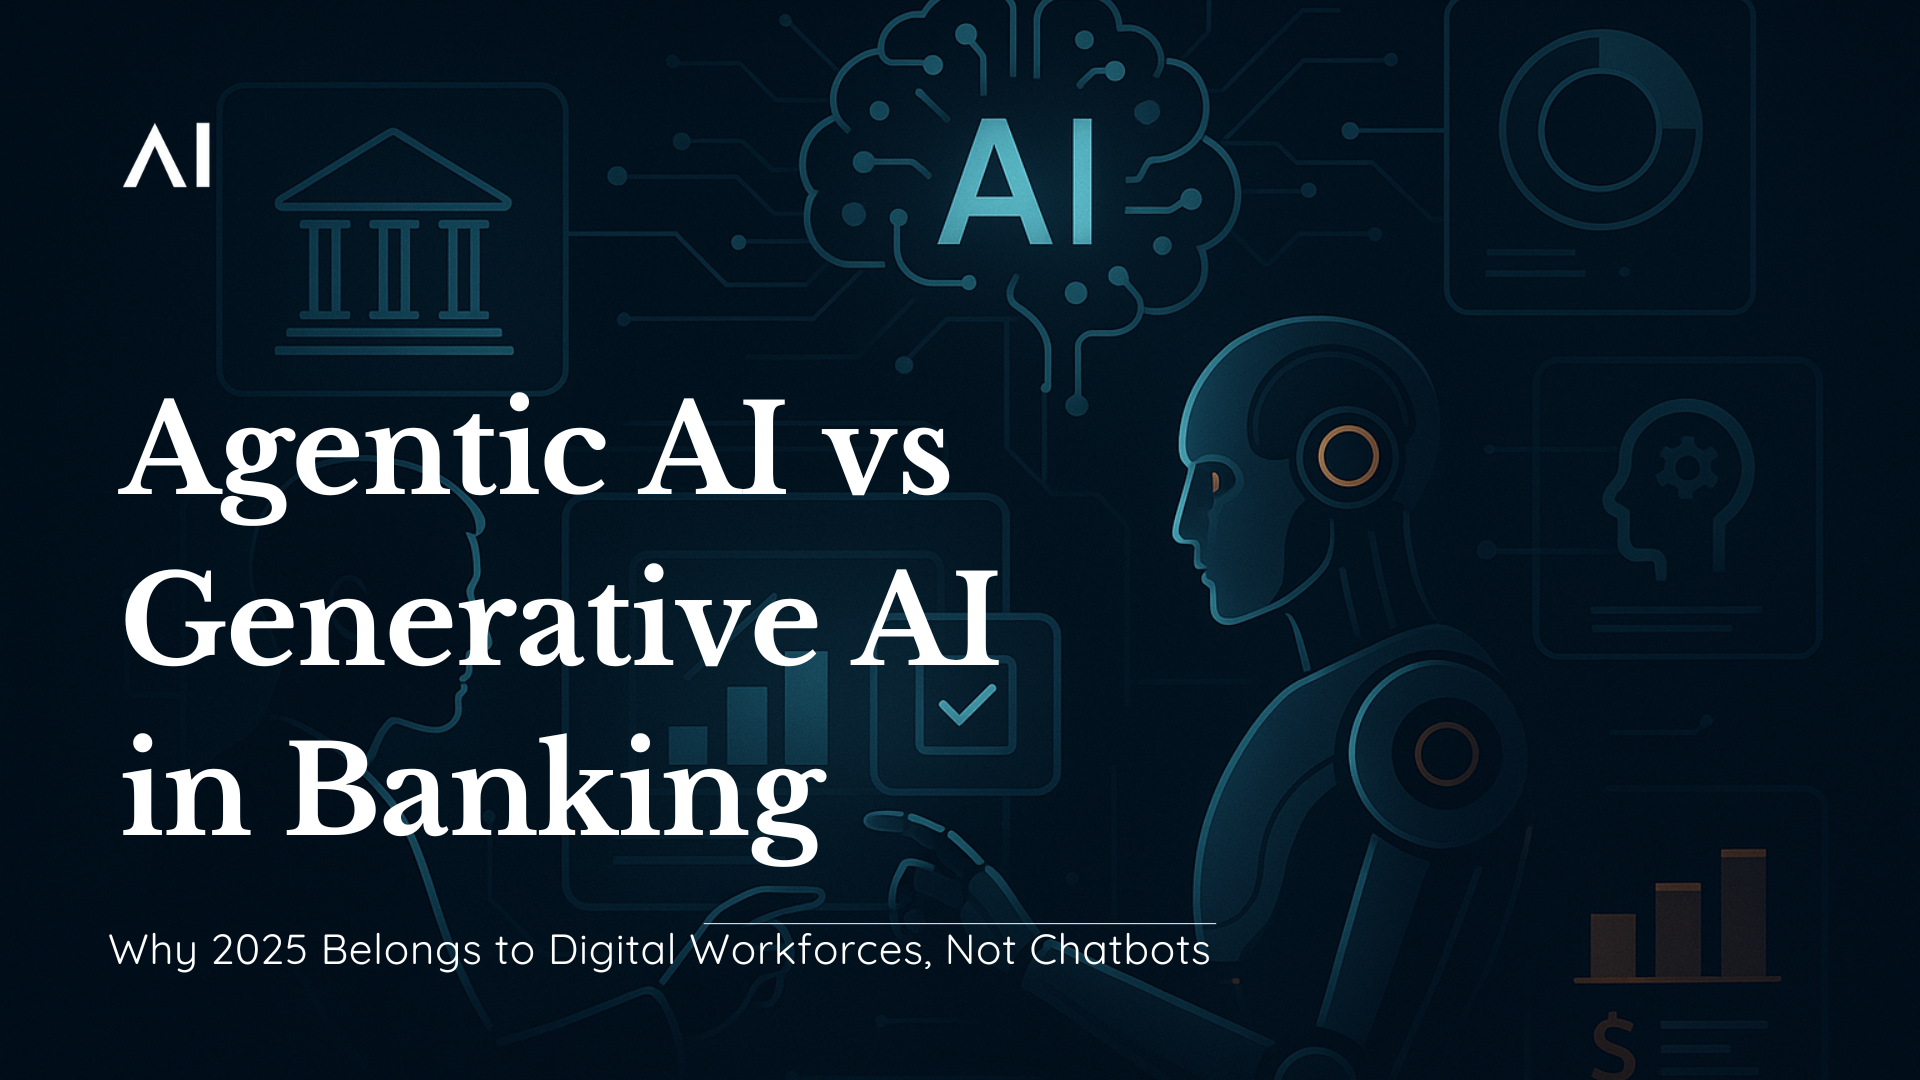 AI
AI
Agentic AI vs
Generative AI
in Banking
Why 2025 Belongs to Digital Workforces, Not Chatbots
$